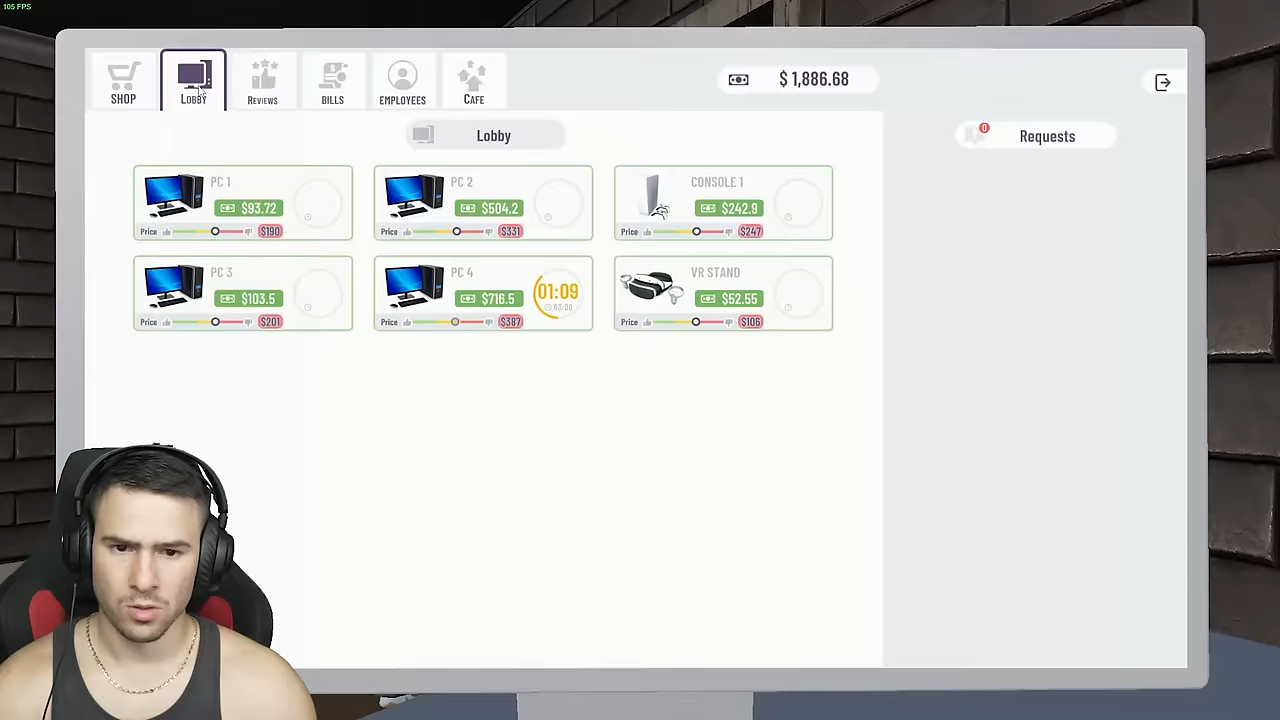 105 FPS
SHOP
LOBBY
REVIEWS
BILLS
EMPLOYEES
CAFE
$ 1,886.68
Lobby
0
Requests
PC 1
$93.72
Price
$190
PC 2
$504.2
Price
$331
CONSOLE 1
$242.9
Price
$247
PC 3
$103.5
Price
$201
PC 4
$716.5
01:09
03:00
Price
$387
VR STAND
$52.55
Price
$106